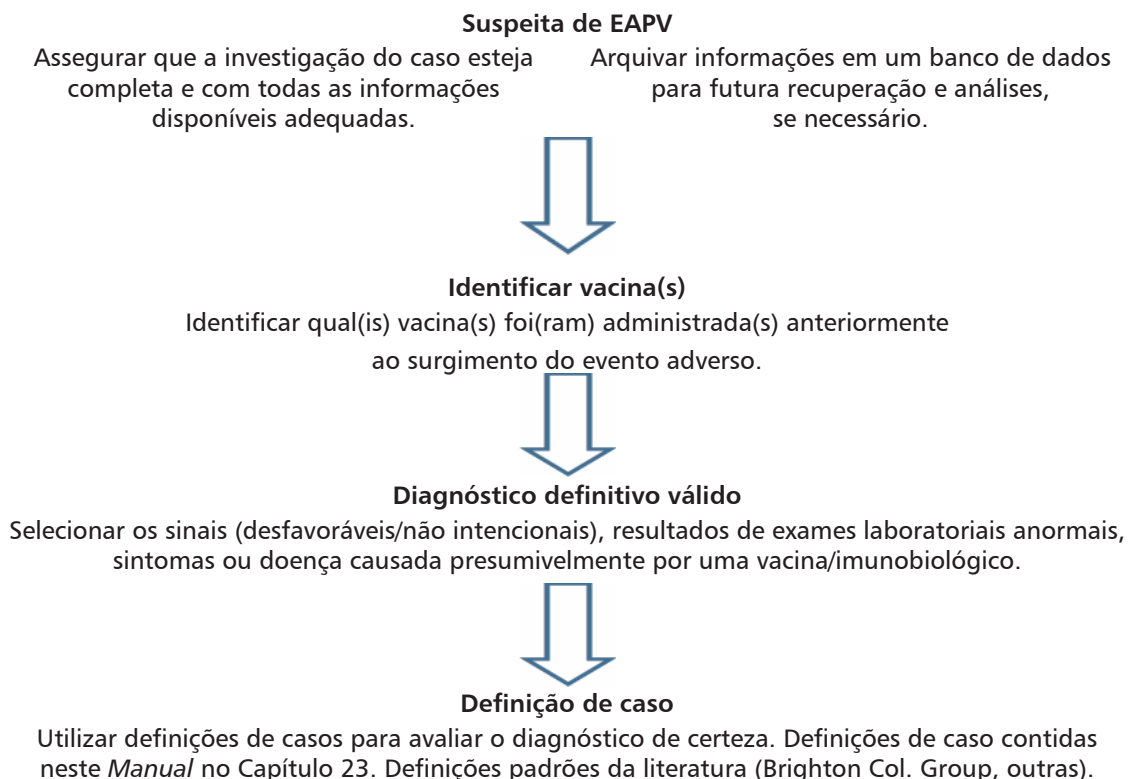 Suspeita de EAPV
Assegurar que a investigação do caso esteja
completa e com todas as informações
disponíveis adequadas.
Arquivar informações em um banco de dados
para futura recuperação e análises,
se necessário.
Identificar vacina(s)
Identificar qual(is) vacina(s) foi(ram) administrada(s) anteriormente
ao surgimento do evento adverso.
Diagnóstico definitivo válido
Selecionar os sinais (desfavoráveis/não intencionais), resultados de exames laboratoriais anormais,
sintomas ou doença causada presumivelmente por uma vacina/imunobiológico.
Definição de caso
Utilizar definições de casos para avaliar o diagnóstico de certeza. Definições de caso contidas
neste Manual no Capítulo 23. Definições padrões da literatura (Brighton Col. Group, outras).